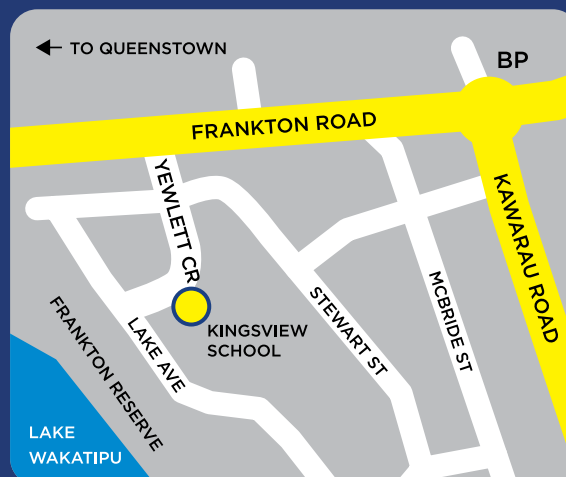 TO QUEENSTOWN
BP
FRANKTON ROAD
YEWLETT CR
KAWARAU ROAD
MCBRIDE ST
STEWART ST
KINGSVIEW
SCHOOL
LAKE AVE
FRANKTON RESERVE
LAKE
WAKATIPU